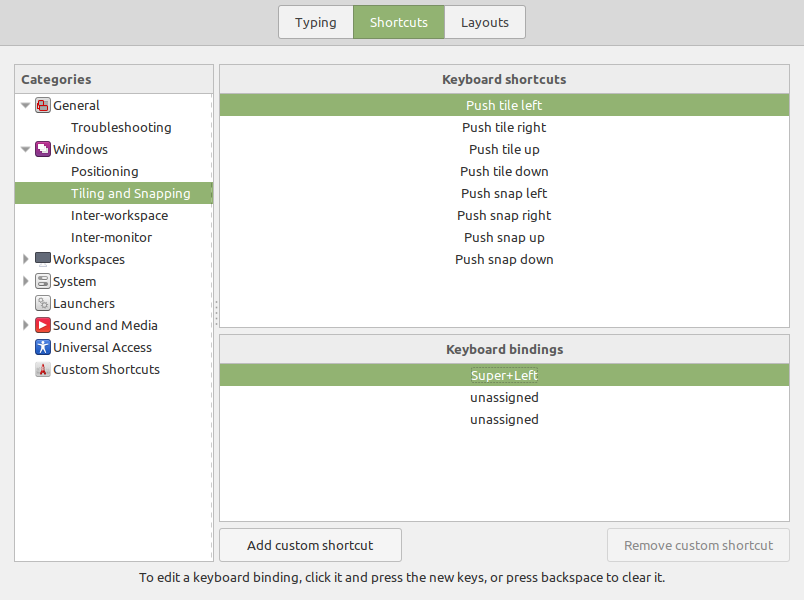 Typing Shortcuts Layouts
Categories
General
Troubleshooting
Windows
Positioning
Tiling and Snapping
Inter-workspace
Inter-monitor
Workspaces
System
Launchers
Sound and Media
Universal Access
Custom Shortcuts
Keyboard shortcuts
Push tile left
Push tile right
Push tile up
Push tile down
Push snap left
Push snap right
Push snap up
Push snap down
Keyboard bindings
Super+Left
unassigned
unassigned
Add custom shortcut Remove custom shortcut
To edit a keyboard binding, click it and press the new keys, or press backspace to clear it.